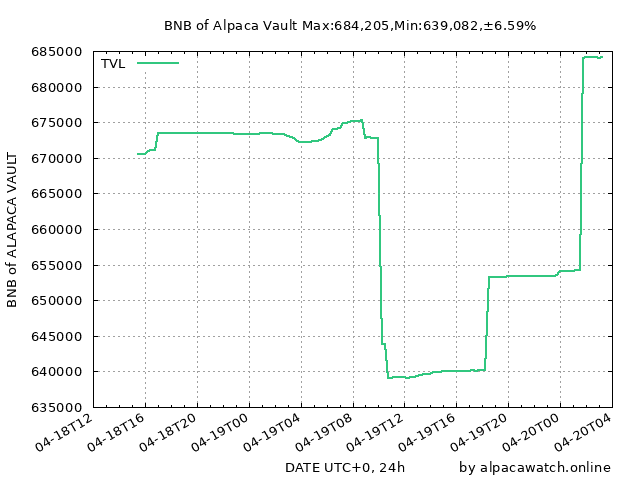 BNB of Alpaca Vault Max:684,205,Min:639,082,±6.59%
685000
680000
675000
670000
665000
660000
655000
650000
645000
640000
635000
TVL
BNB of ALAPACA VAULT
04-18T12
04-18T16
04-18T20
04-19T00
04-19T04
04-19T08
04-19T12
04-19T16
04-19T20
04-20T00
04-20T04
DATE UTC+0, 24h
by alpacawatch.online